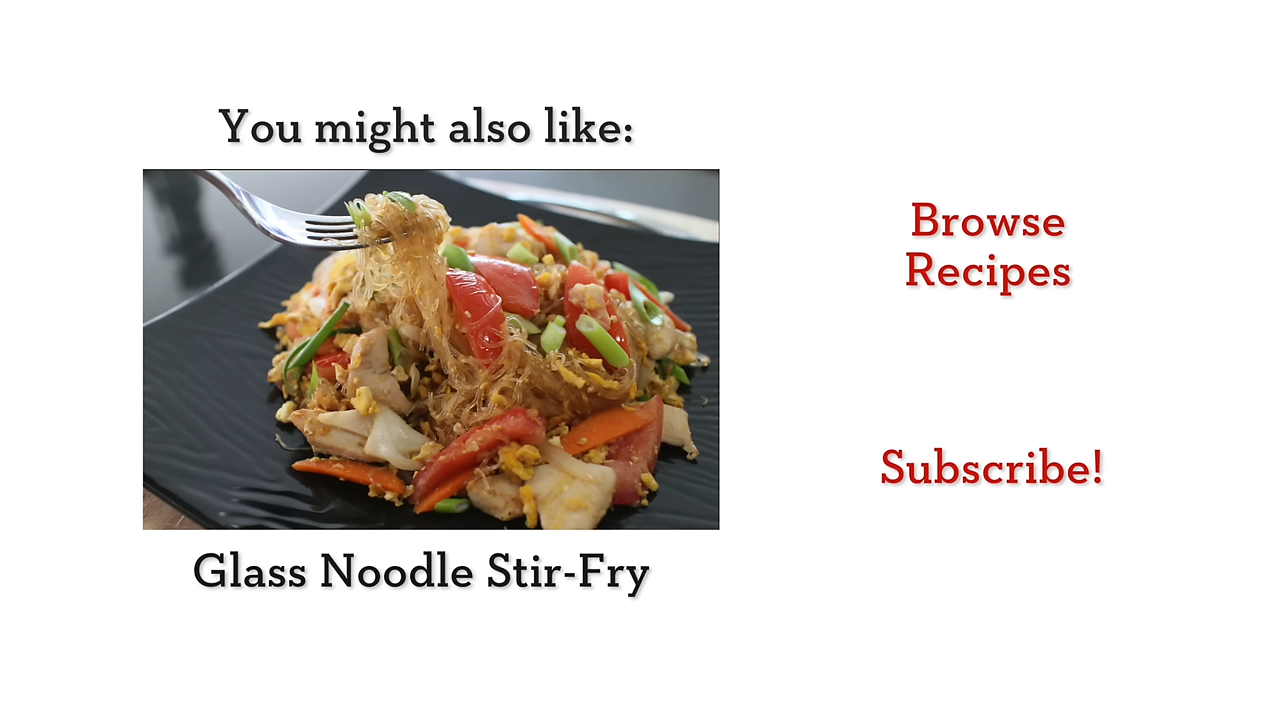 You might also like:
Glass Noodle Stir-Fry
Browse
Recipes
Subscribe!